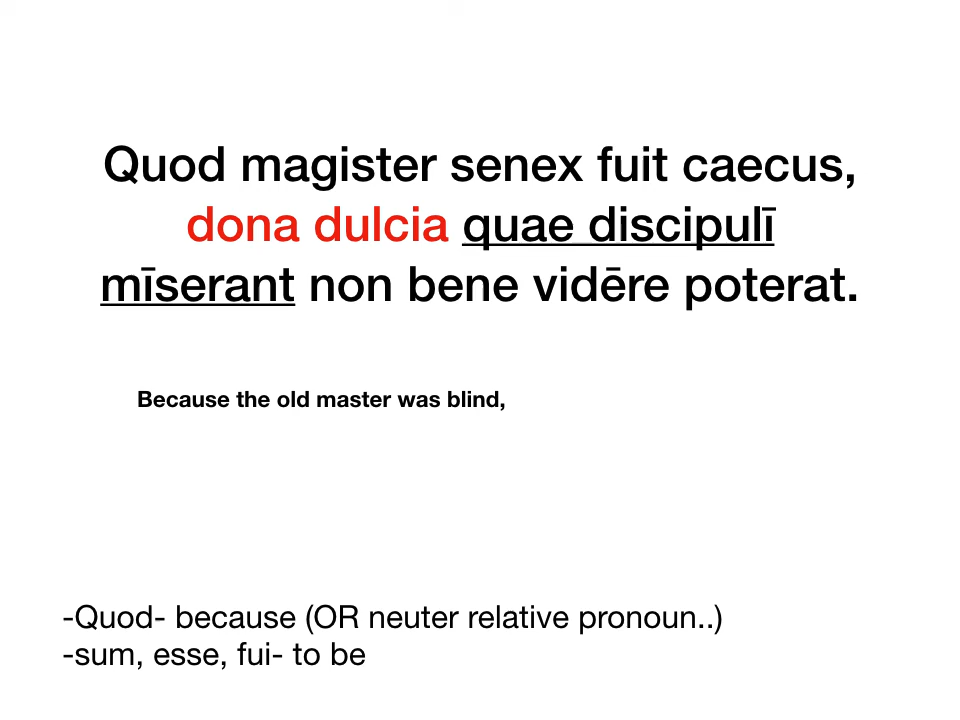 Quod magister senex fuit caecus,
dona dulcia quae discipulī
mīserant non bene vidēre poterat.
Because the old master was blind,
-Quod- because (OR neuter relative pronoun..)
-sum, esse, fui- to be